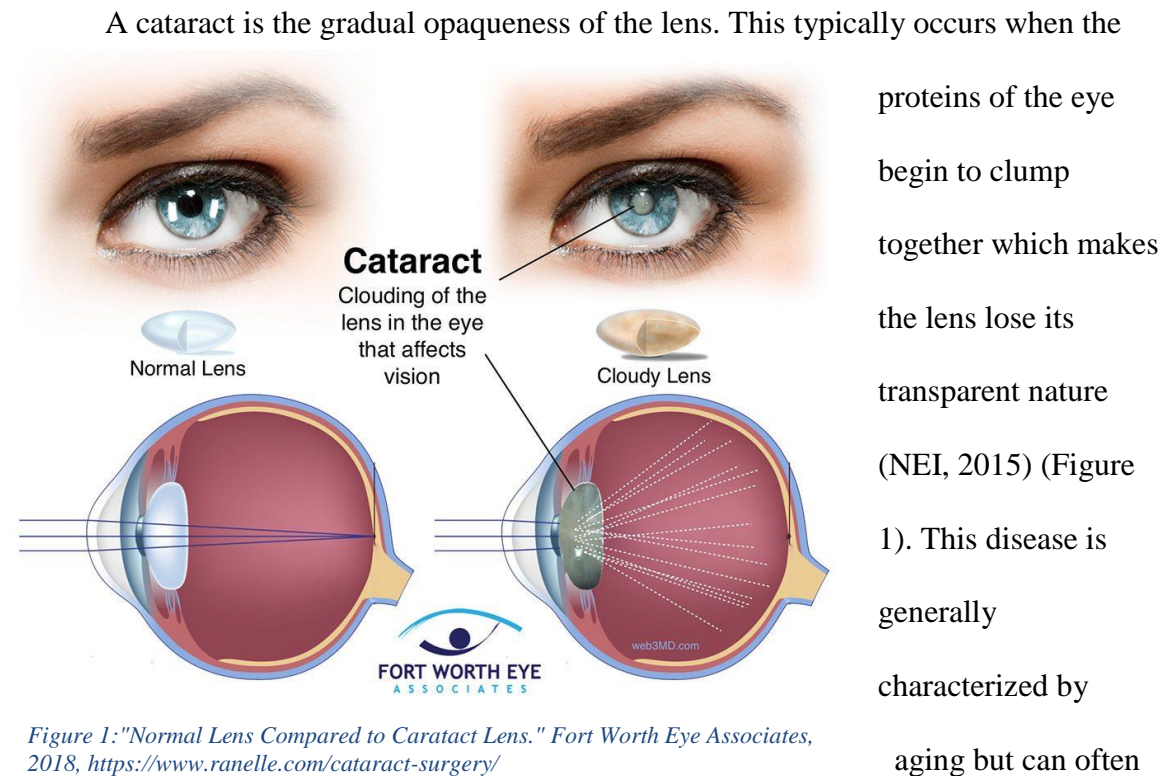 A cataract is the gradual opaqueness of the lens. This typically occurs when the
proteins of the eye
begin to clump
together which makes
the lens lose its
transparent nature
(NEI, 2015) (Figure
1). This disease is
generally
characterized by
aging but can often
Cataract
Clouding of the
lens in the eye
that affects
vision
Normal Lens
Cloudy Lens
web3MD.com
FORT WORTH EYE
ASSOCIATES
Figure 1:"Normal Lens Compared to Caratact Lens." Fort Worth Eye Associates,
2018, https://www.ranelle.com/cataract-surgery/